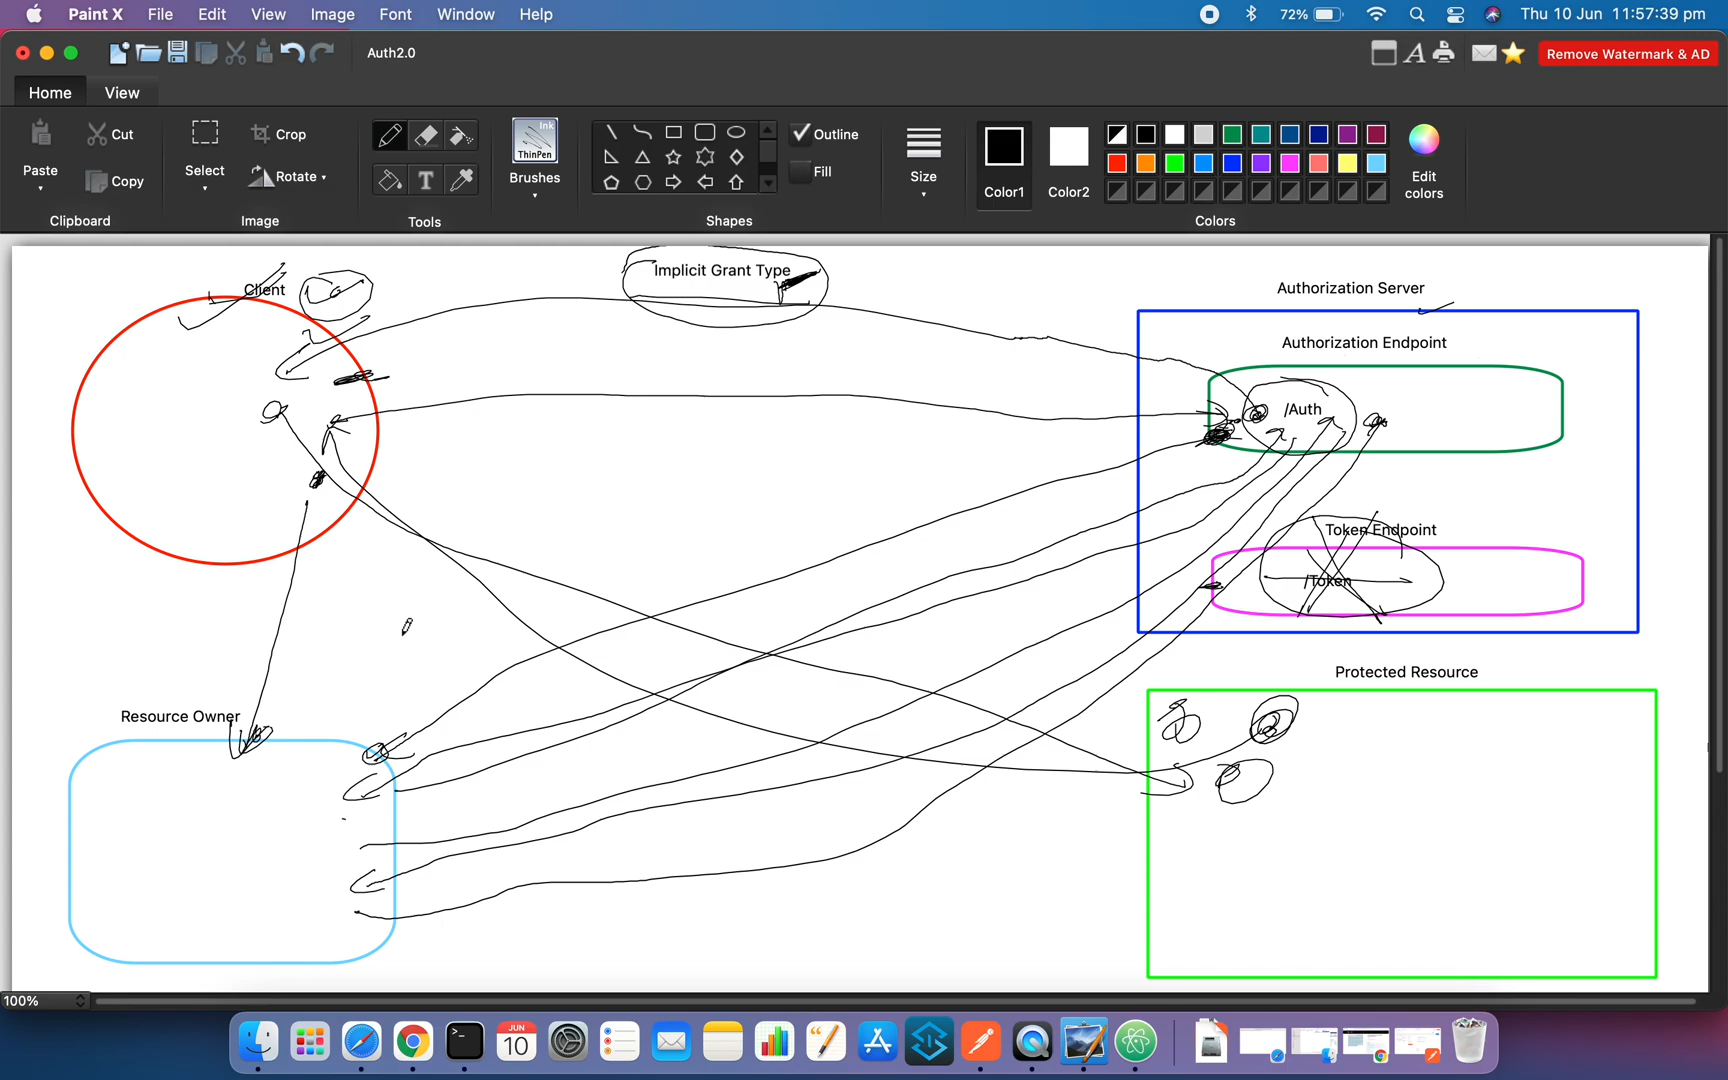 Paint X File Edit View Image Font Window Help 72% Thu 10 Jun 11:57:39 pm
Auth2.0 Remove Watermark & AD
Home View
Paste Cut Copy Clipboard
Select Crop Rotate Image
Tools
Ink
ThinPen
Brushes
Shapes
Outline
Fill
Size
Color1 Color2
Edit colors
Colors
Implicit Grant Type
Client
Authorization Server
Authorization Endpoint
/Auth
Token Endpoint
/Token
Protected Resource
Resource Owner
100%
JUN
10